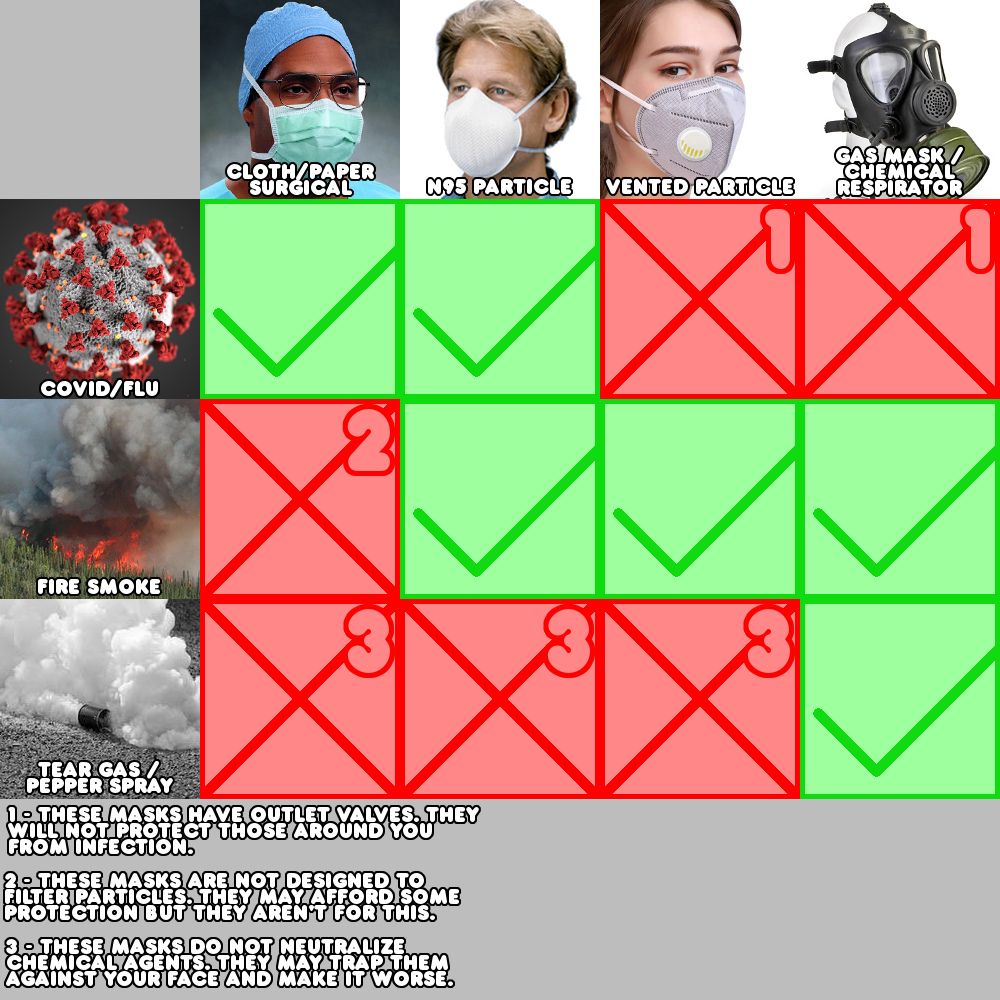 CLOTH/PAPER
SURGICAL
N95 PARTICLE
VENTED PARTICLE
GAS MASK /
CHEMICAL
RESPIRATOR
COVID/FLU
1
1
FIRE SMOKE
2
TEAR GAS /
PEPPER SPRAY
3
3
3
1 - THESE MASKS HAVE OUTLET VALVES. THEY
WILL NOT PROTECT THOSE AROUND YOU
FROM INFECTION.
2 - THESE MASKS ARE NOT DESIGNED TO
FILTER PARTICLES. THEY MAY AFFORD SOME
PROTECTION BUT THEY AREN'T FOR THIS.
3 - THESE MASKS DO NOT NEUTRALIZE
CHEMICAL AGENTS. THEY MAY TRAP THEM
AGAINST YOUR FACE AND MAKE IT WORSE.